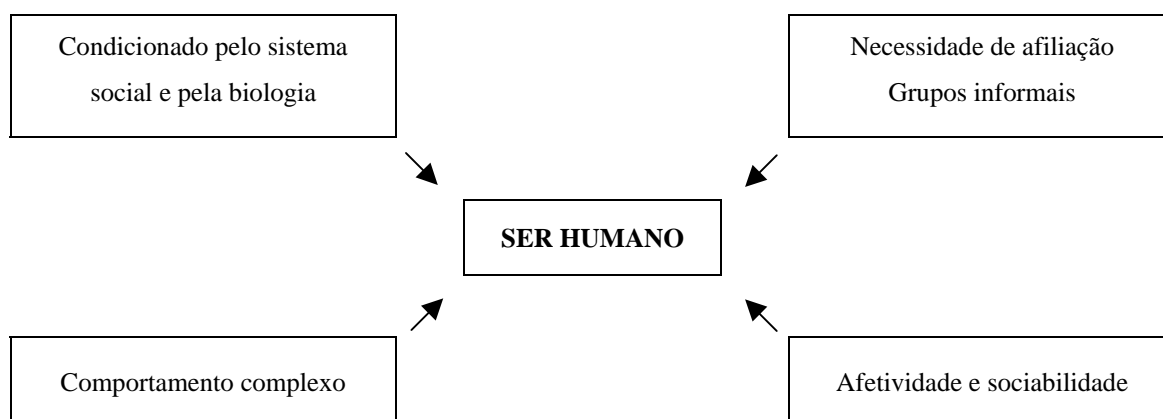 Condicionado pelo sistema
social e pela biologia
Necessidade de afiliação
Grupos informais
SER HUMANO
Comportamento complexo
Afetividade e sociabilidade